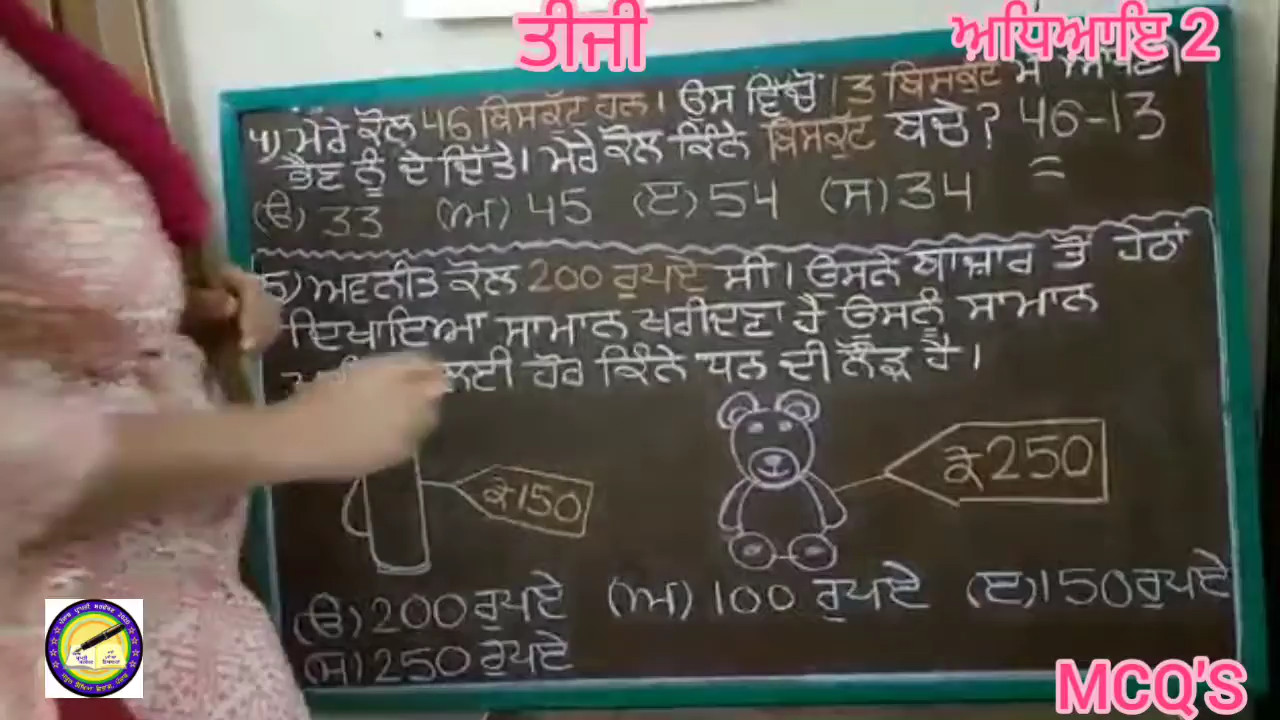 ਤੀਜੀ
ਅਧਿਆਇ 2
੫) ਮੇਰੇ ਕੋਲ 46 ਬਿਸਕੁੱਟ ਹਨ। ਉਸ ਵਿੱਚੋਂ 13 ਬਿਸਕੁਟ ਮੈਂ ਆਪਣੀ
ਭੈਣ ਨੂੰ ਦੇ ਦਿੱਤੇ। ਮੇਰੇ ਕੋਲ ਕਿੰਨੇ ਬਿਸਕੁਟ ਬਚੇ? 46-13
=
(ੳ) 33 (ਅ) 45 (ੲ) 54 (ਸ) 34
ਅਵਨੀਤ ਕੋਲ 200 ਰੁਪਏ ਸੀ। ਉਸਨੇ ਬਾਜ਼ਾਰ ਤੋਂ ਹੇਠਾਂ
ਦਿਖਾਇਆ ਸਾਮਾਨ ਖਰੀਦਣਾ ਹੈ ਉਸਨੂੰ ਸਾਮਾਨ
ਲਈ ਹੋਰ ਕਿੰਨੇ ਧਨ ਦੀ ਲੋੜ ਹੈ।
₹150
₹250
(ੳ) 200 ਰੁਪਏ (ਅ) 100 ਰੁਪਏ (ੲ) 150 ਰੁਪਏ
(ਸ) 250 ਰੁਪਏ
MCQ'S